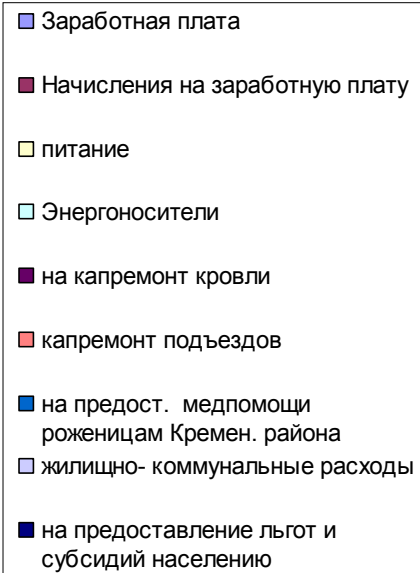 Заработная плата
Начисления на заработную плату
питание
Энергоносители
на капремонт кровли
капремонт подъездов
на предост. медпомощи
роженицам Кремен. района
жилищно- коммунальные расходы
на предоставление льгот и
субсидий населению